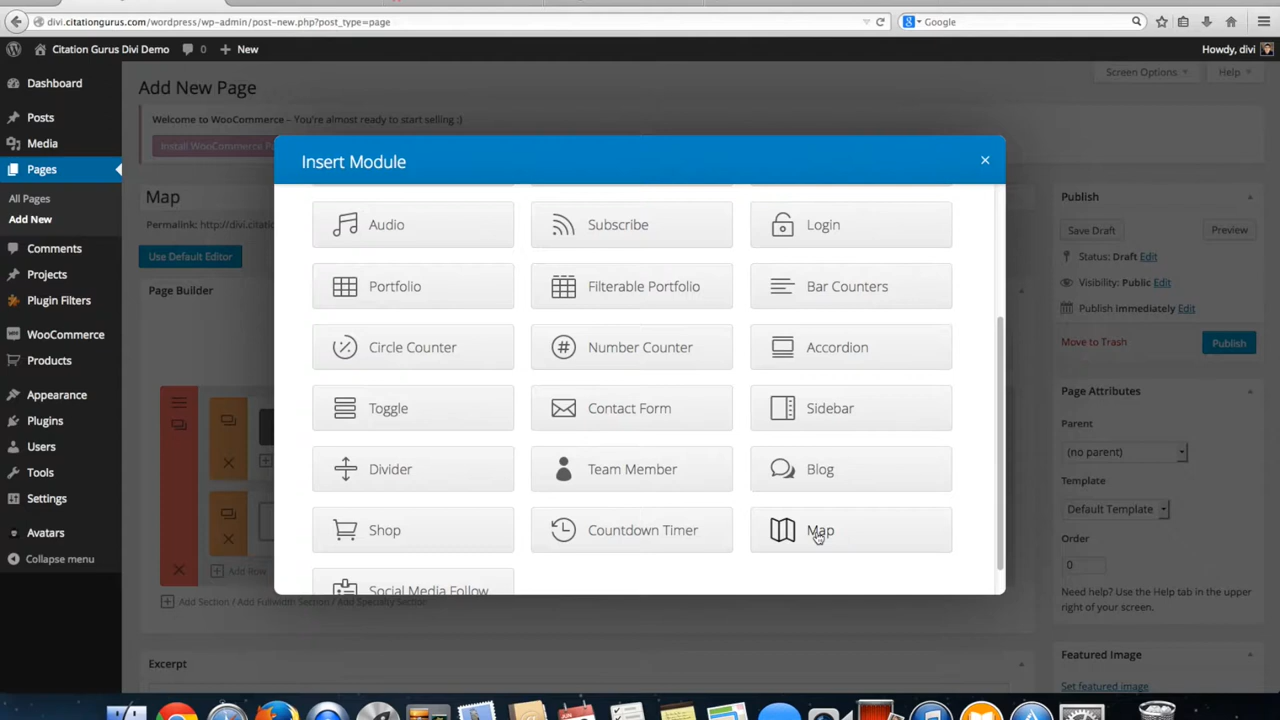 divi.citationgurus.com/wordpress/wp-admin/post-new.php?post_type=page
Google
Citation Gurus Divi Demo
0
New
Howdy, divi
Dashboard
Posts
Media
Pages
All Pages
Add New
Comments
Projects
Plugin Filters
WooCommerce
Products
Appearance
Plugins
Users
Tools
Settings
Avatars
Collapse menu
Screen Options
Help
Add New Page
Welcome to WooCommerce – You're almost ready to start selling :)
Install WooCommerce P
Map
Permalink: http://divi.citatio
Use Default Editor
Page Builder
Add Row
Add Section / Add Fullwidth Section / Add Specialty Section
Excerpt
Insert Module
Audio
Subscribe
Login
Portfolio
Filterable Portfolio
Bar Counters
Circle Counter
Number Counter
Accordion
Toggle
Contact Form
Sidebar
Divider
Team Member
Blog
Shop
Countdown Timer
Map
Social Media Follow
Publish
Save Draft
Preview
Status: Draft Edit
Visibility: Public Edit
Publish immediately Edit
Move to Trash
Publish
Page Attributes
Parent
(no parent)
Template
Default Template
Order
0
Need help? Use the Help tab in the upper
right of your screen.
Featured Image
Set featured image